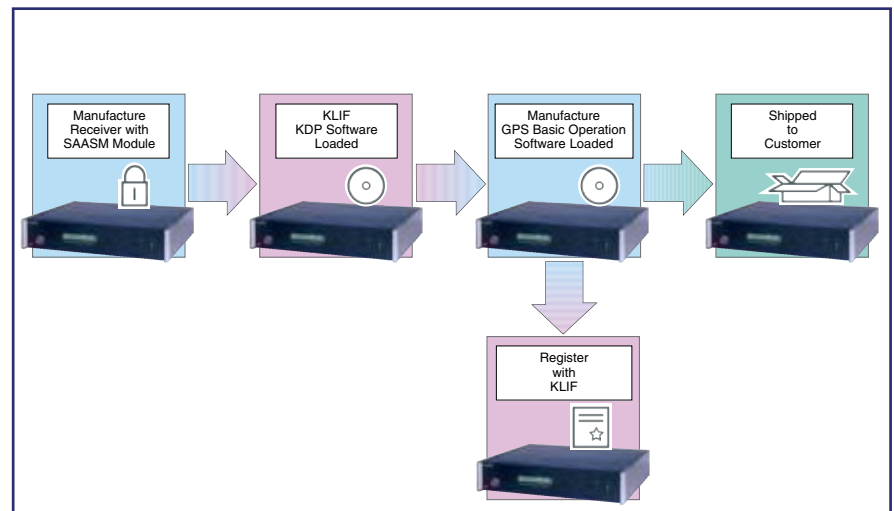 Manufacture
Receiver with
SAASM Module
KLIF
KDP Software
Loaded
Manufacture
GPS Basic Operation
Software Loaded
Shipped
to
Customer
Register
with
KLIF